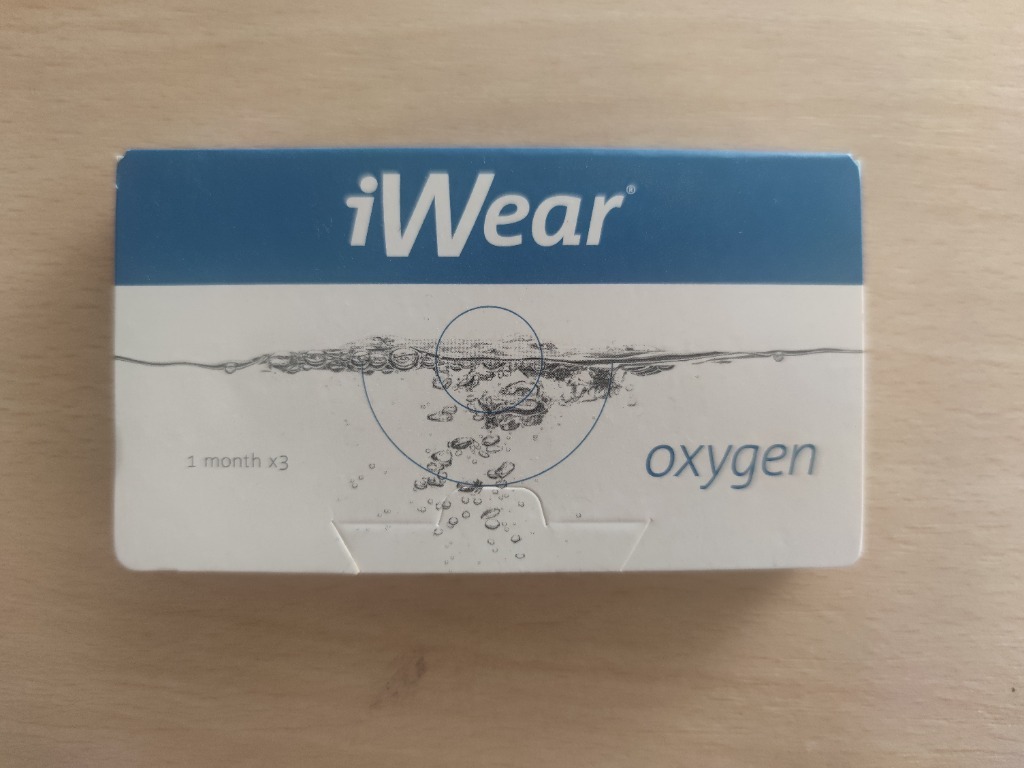 iWear®
1 month x3
oxygen